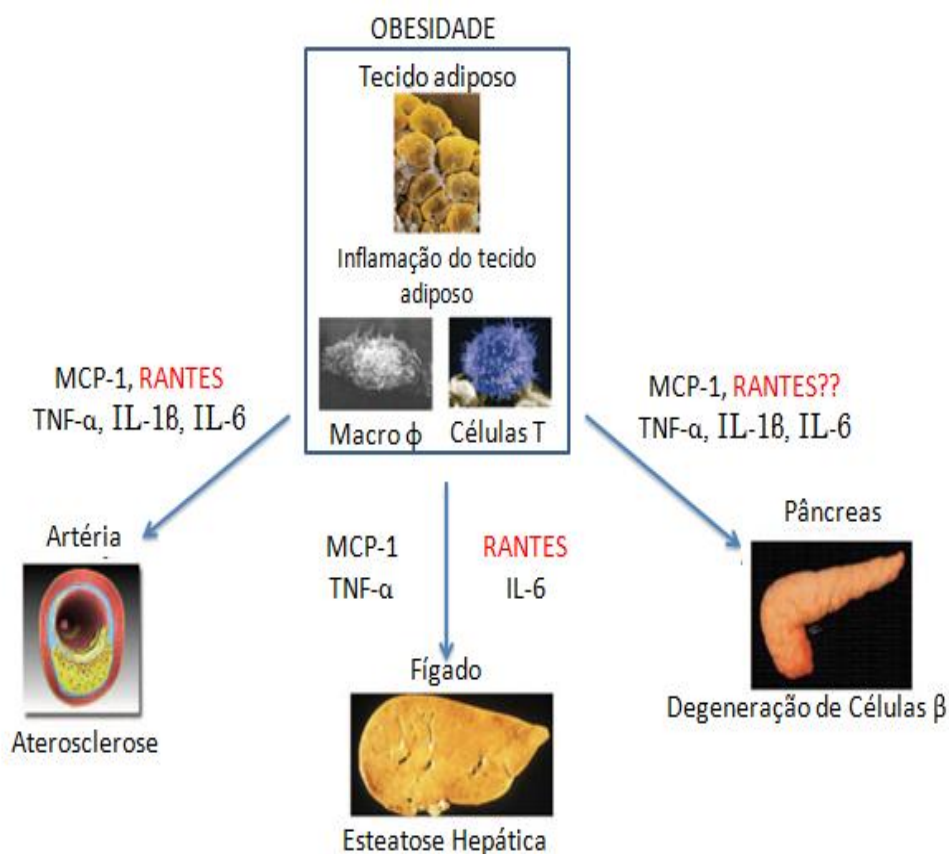 OBESIDADE
Tecido adiposo
Inflamação do tecido
adiposo
Macro ϕ
Células T
MCP-1, RANTES
TNF-α, IL-1β, IL-6
MCP-1, RANTES??
TNF-α, IL-1β, IL-6
Artéria
Aterosclerose
MCP-1
TNF-α
RANTES
IL-6
Fígado
Esteatose Hepática
Pâncreas
Degeneração de Células β